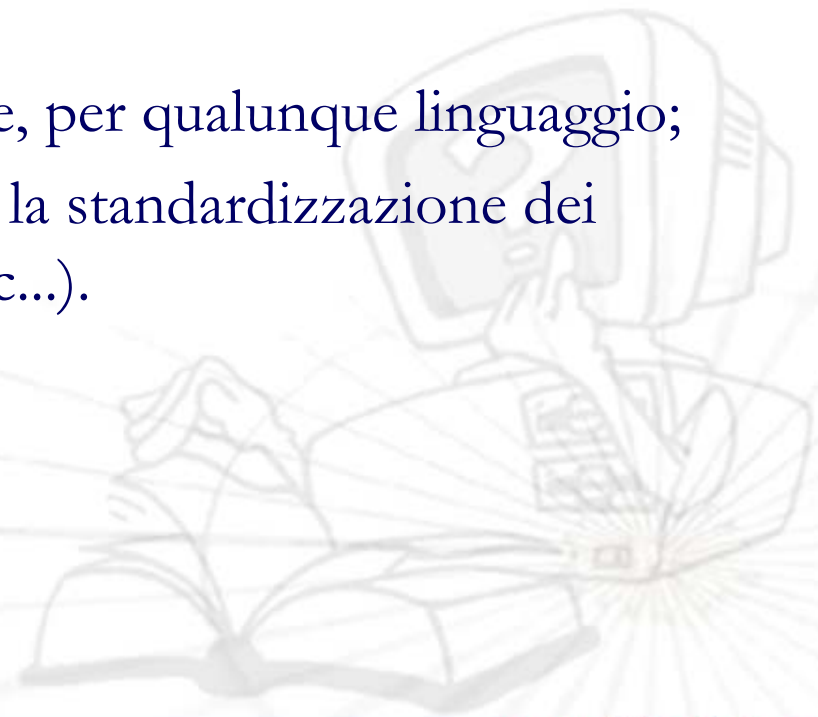 e, per qualunque linguaggio;
la standardizzazione dei
c...).